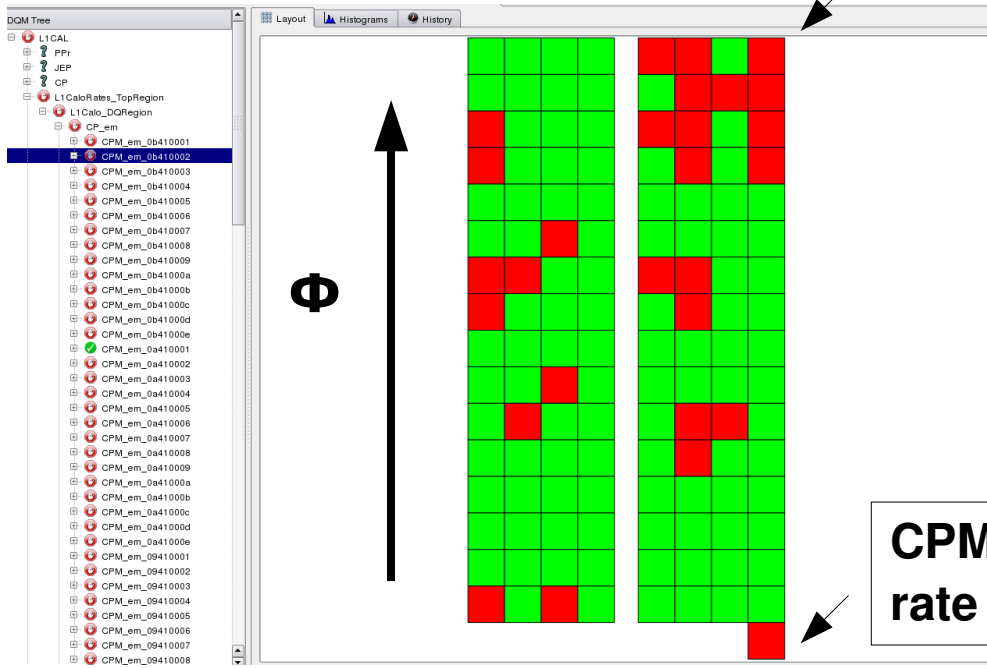 DQM Tree
L1CAL
PPr
JEP
CP
L1CaloRates_TopRegion
L1Calo_DQRegion
CP_em
CPM_em_0b410001
CPM_em_0b410002
CPM_em_0b410003
CPM_em_0b410004
CPM_em_0b410005
CPM_em_0b410006
CPM_em_0b410007
CPM_em_0b410008
CPM_em_0b410009
CPM_em_0b41000a
CPM_em_0b41000b
CPM_em_0b41000c
CPM_em_0b41000d
CPM_em_0b41000e
CPM_em_0a410001
CPM_em_0a410002
CPM_em_0a410003
CPM_em_0a410004
CPM_em_0a410005
CPM_em_0a410006
CPM_em_0a410007
CPM_em_0a410008
CPM_em_0a410009
CPM_em_0a41000a
CPM_em_0a41000b
CPM_em_0a41000c
CPM_em_0a41000d
CPM_em_0a41000e
CPM_em_09410001
CPM_em_09410002
CPM_em_09410003
CPM_em_09410004
CPM_em_09410005
CPM_em_09410006
CPM_em_09410007
CPM_em_09410008
Layout Histograms History
Φ
CPM
rate